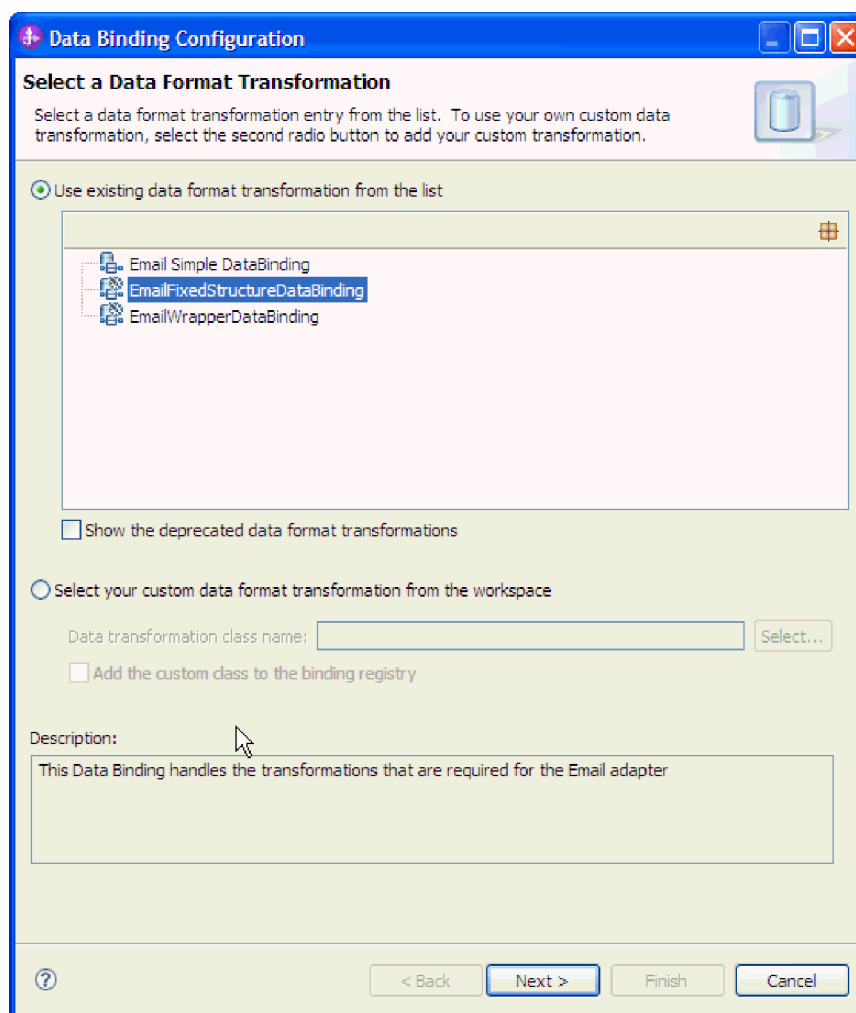 Data Binding Configuration
Select a Data Format Transformation
Select a data format transformation entry from the list. To use your own custom data
transformation, select the second radio button to add your custom transformation.
Use existing data format transformation from the list
Email Simple DataBinding
EmailFixedStructureDataBinding
EmailWrapperDataBinding
Show the deprecated data format transformations
Select your custom data format transformation from the workspace
Data transformation class name:
Select...
Add the custom class to the binding registry
Description:
This Data Binding handles the transformations that are required for the Email adapter
?
< Back
Next >
Finish
Cancel